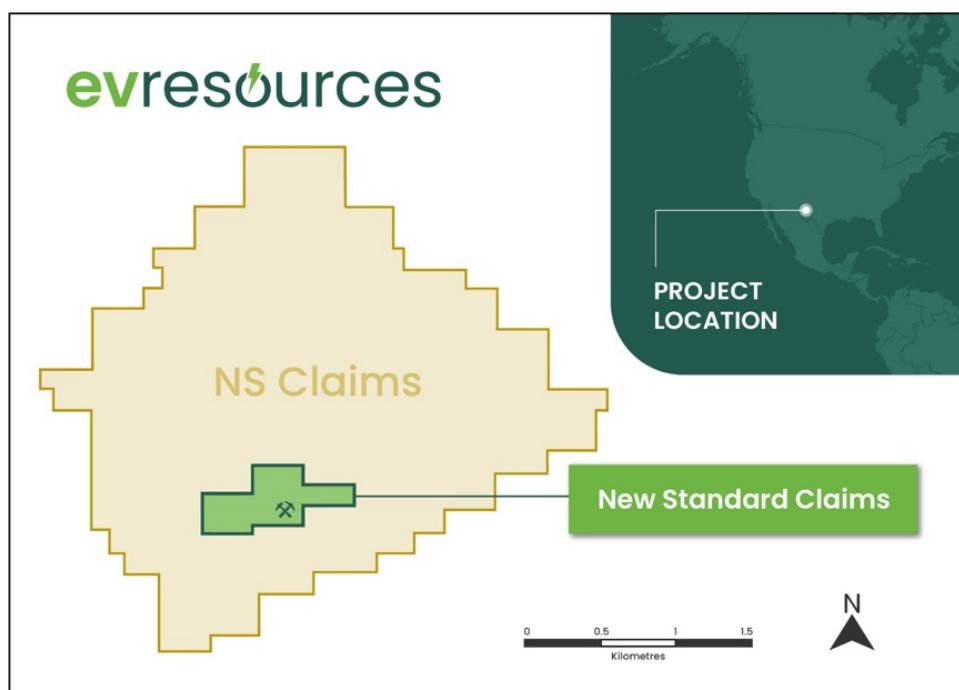 evresources
PROJECT
LOCATION
NS Claims
New Standard Claims
N
0 0.5 1 1.5
Kilometres